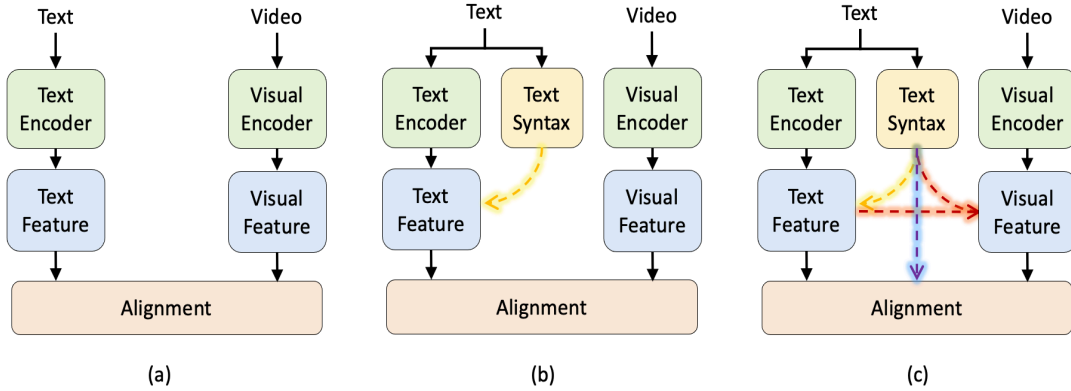 Text
Video
Text
Encoder
Visual
Encoder
Text
Feature
Visual
Feature
Alignment
(a)
Text
Video
Text
Encoder
Text
Syntax
Visual
Encoder
Text
Feature
Visual
Feature
Alignment
(b)
Text
Video
Text
Encoder
Text
Syntax
Visual
Encoder
Text
Feature
Visual
Feature
Alignment
(c)